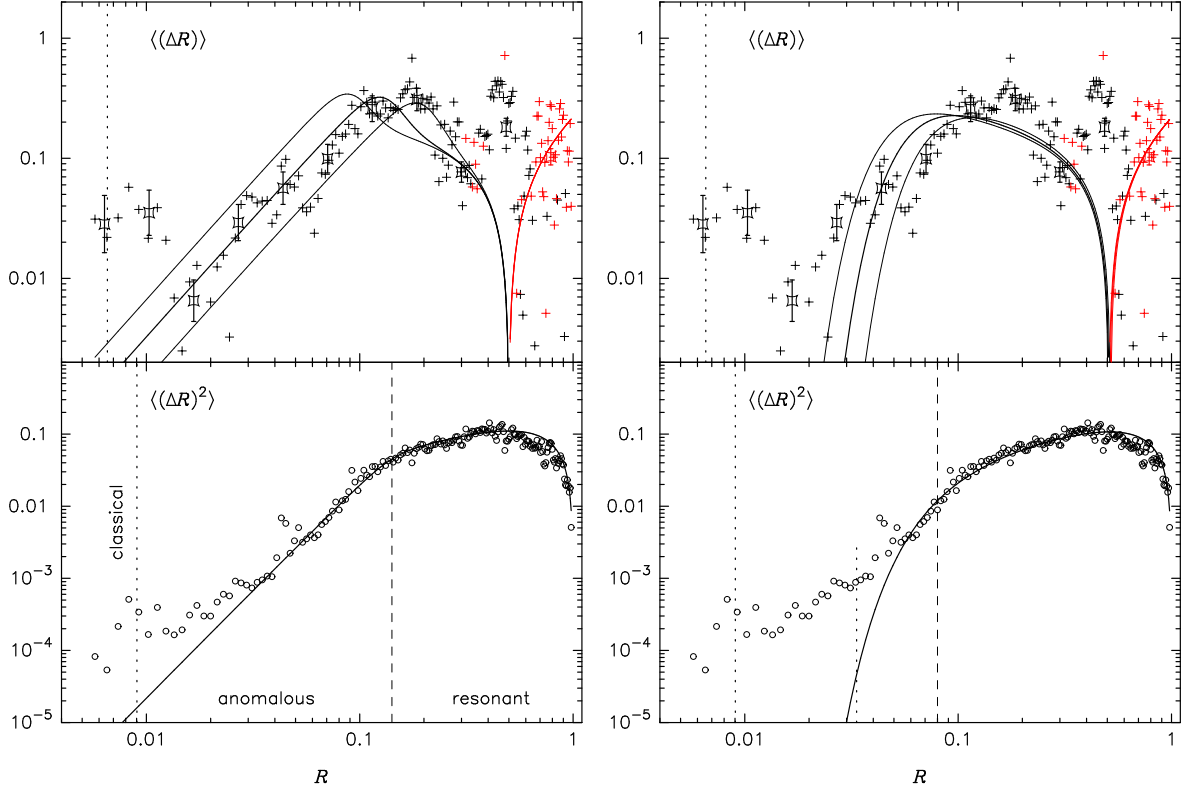 ⟨(ΔR)⟩
1
0.1
0.01
⟨(ΔR)⟩
1
0.1
0.01
⟨(ΔR)²⟩
0.1
0.01
10⁻³
10⁻⁴
10⁻⁵
classical
anomalous
resonant
0.01
0.1
1
R
⟨(ΔR)²⟩
0.1
0.01
10⁻³
10⁻⁴
10⁻⁵
0.01
0.1
1
R